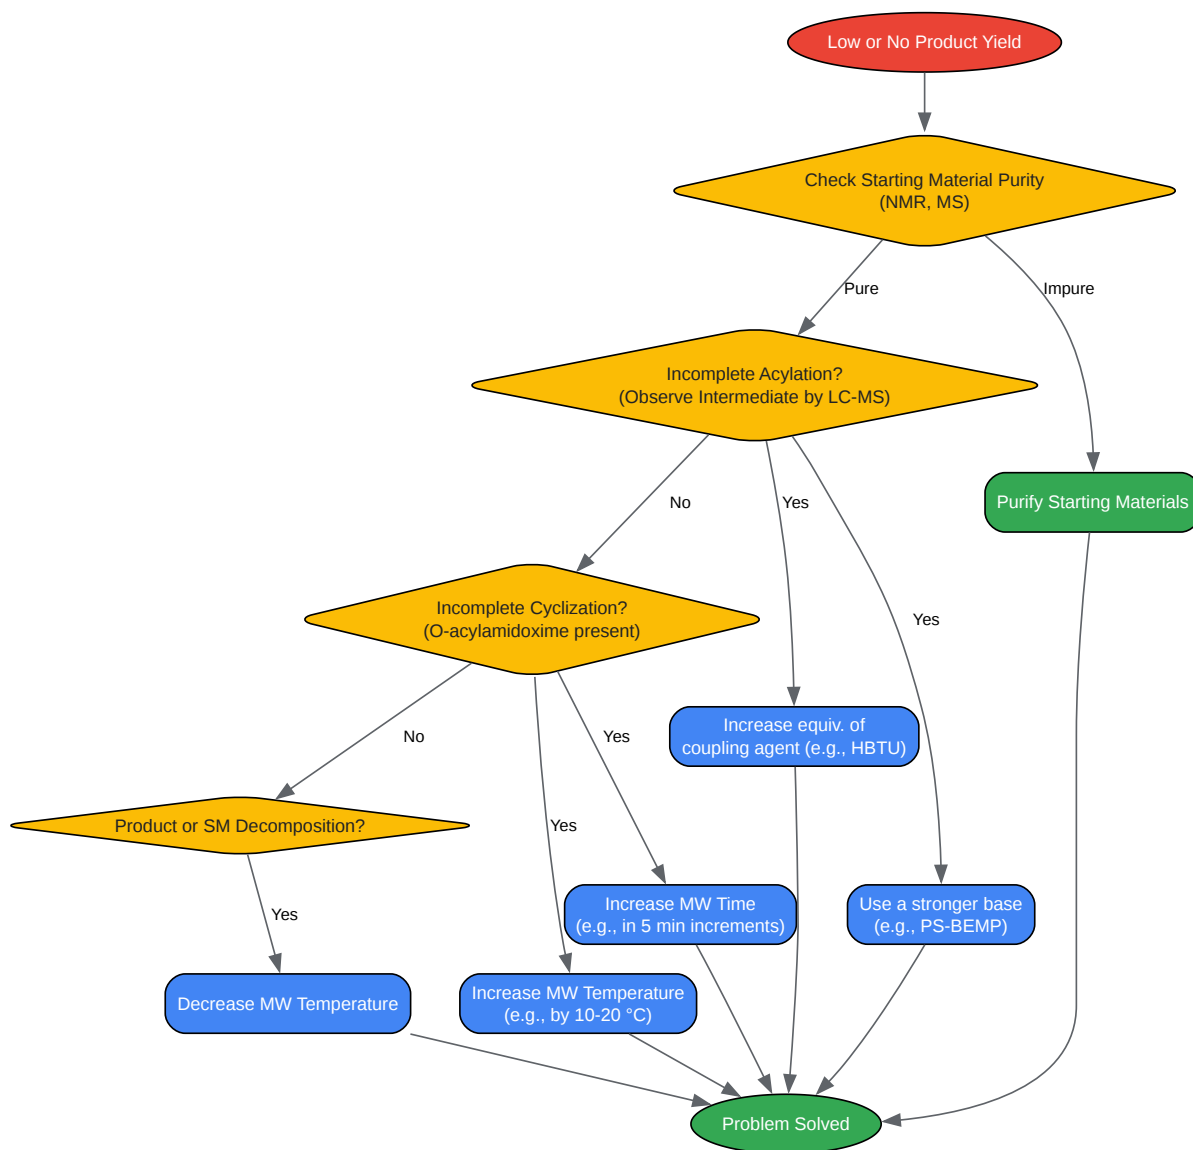 Low or No Product Yield
Check Starting Material Purity
(NMR, MS)
Pure
Impure
Incomplete Acylation?
(Observe Intermediate by LC-MS)
No
Yes
Yes
Purify Starting Materials
Incomplete Cyclization?
(O-acylamidoxime present)
No
Yes
Yes
Increase equiv. of
coupling agent (e.g., HBTU)
Product or SM Decomposition?
Yes
Increase MW Time
(e.g., in 5 min increments)
Use a stronger base
(e.g., PS-BEMP)
Decrease MW Temperature
Increase MW Temperature
(e.g., by 10-20 °C)
Problem Solved